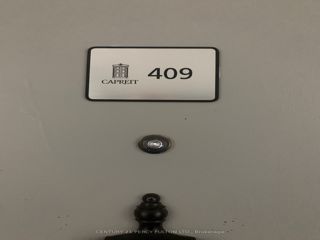 CAPREIT 409
CENTURY 21 PERCY FULTON LTD., Brokerage